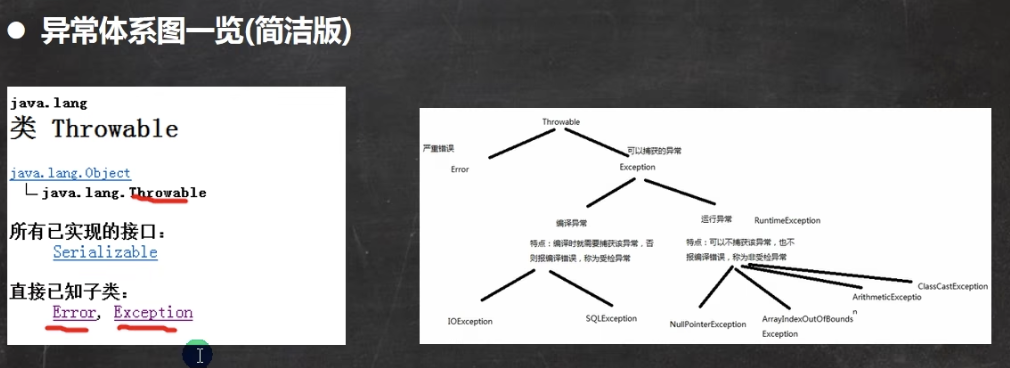 ● 异常体系图一览(简洁版)
java.lang
类 Throwable
java.lang.Object
java.lang.Throwable
所有已实现的接口：
Serializable
直接已知子类：
Error, Exception
Throwable
严重错误
Error
可以捕获的异常
Exception
编译异常
特点：编译时就需要捕获该异常，否
则报编译错误，称为受检异常
IOException
SQLException
运行异常 RuntimeException
特点：可以不捕获该异常，也不
报编译错误，称为非受检异常
NullPointerException
ArrayIndexOutOfBounds
Exception
ArithmeticExceptio
n
ClassCastException